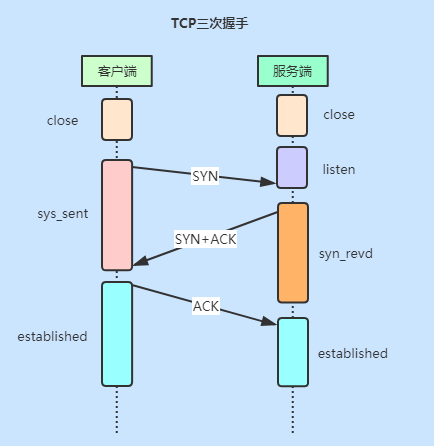 TCP三次握手
客户端
服务端
close
close
listen
SYN
sys_sent
SYN+ACK
syn_revd
ACK
established
established